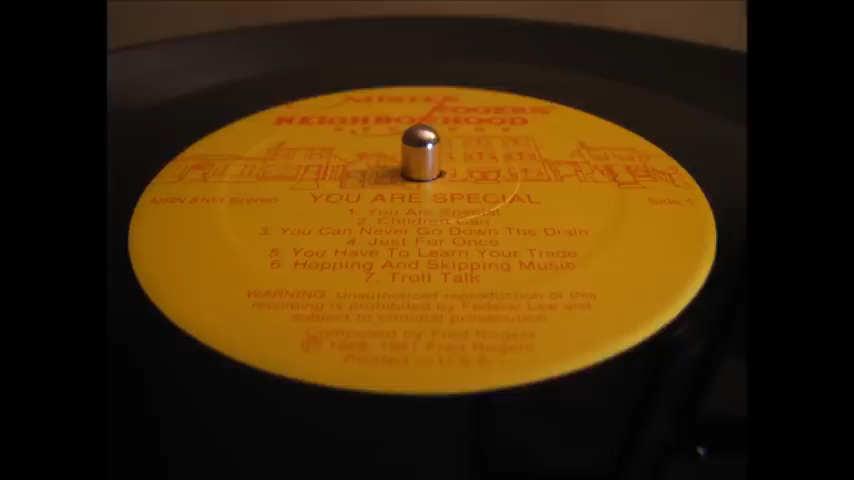 MISTER
ROGERS
NEIGHBORHOOD
RECORDS
YOU ARE SPECIAL
Stereo
Side 1
1. You Are Special
2. Children Can
3. You Can Never Go Down The Drain
4. Just For Once
5. You Have To Learn Your Trade
6. Hopping And Skipping Music
7. Troll Talk
WARNING: Unauthorized reproduction of this
recording is prohibited by Federal Law and
subject to criminal prosecution.
Composed by Fred Rogers
Fred Rogers
Printed in U.S.A.